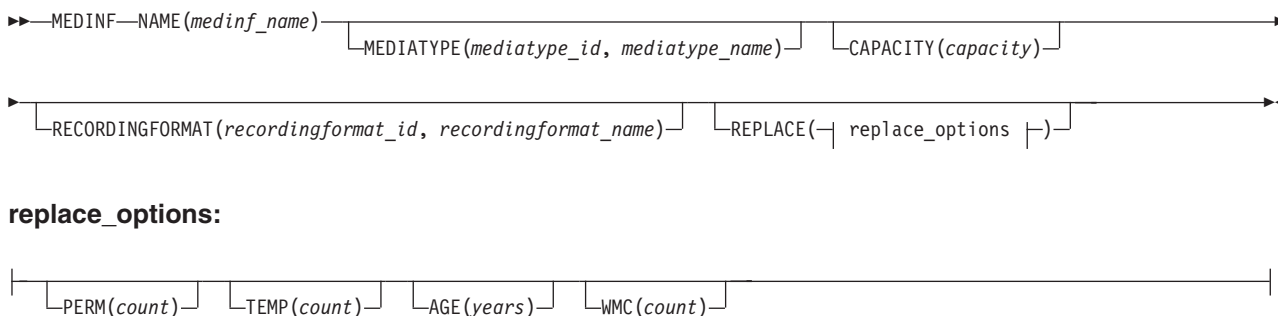 MEDINF NAME(medinf_name)
MEDIATYPE(mediatype_id, mediatype_name) CAPACITY(capacity)
RECORDINGFORMAT(recordingformat_id, recordingformat_name) REPLACE( replace_options )
replace_options:
PERM(count) TEMP(count) AGE(years) WMC(count)